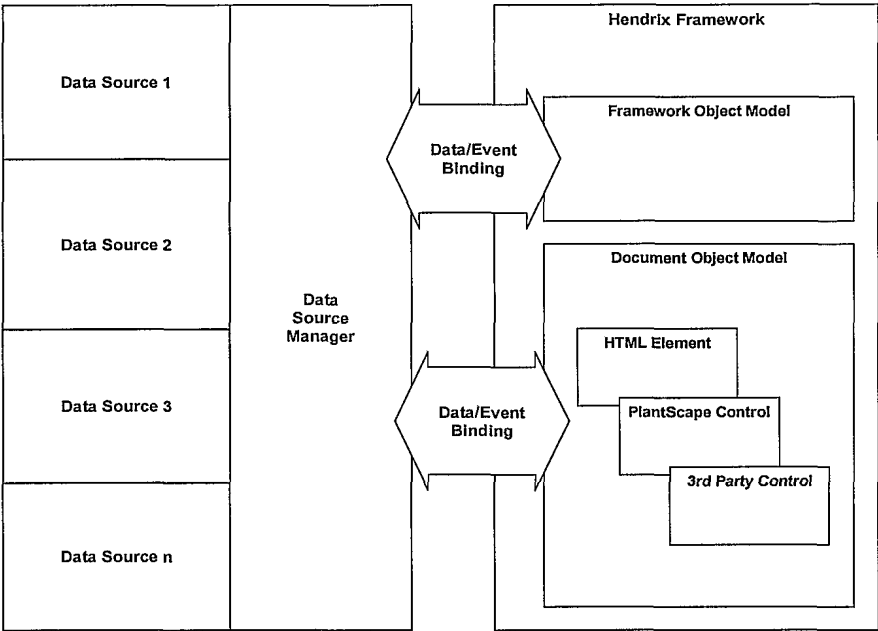 Data Source 1
Data Source 2
Data Source 3
Data Source n
Data
Source
Manager
Data/Event
Binding
Data/Event
Binding
Hendrix Framework
Framework Object Model
Document Object Model
HTML Element
PlantScape Control
3rd Party Control